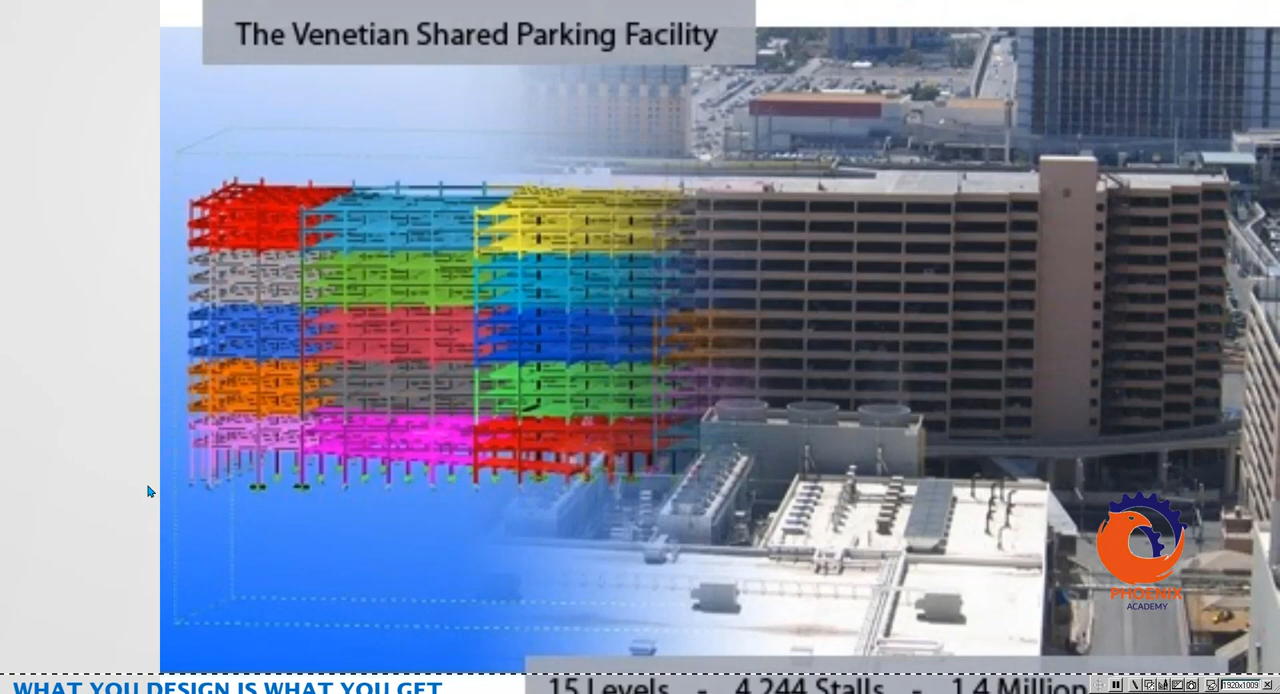 The Venetian Shared Parking Facility
PHOENIX
ACADEMY
WHAT YOU DESIGN IS WHAT YOU GET
15 Levels - 4,244 Stalls - 1.4 Million
1920x1009